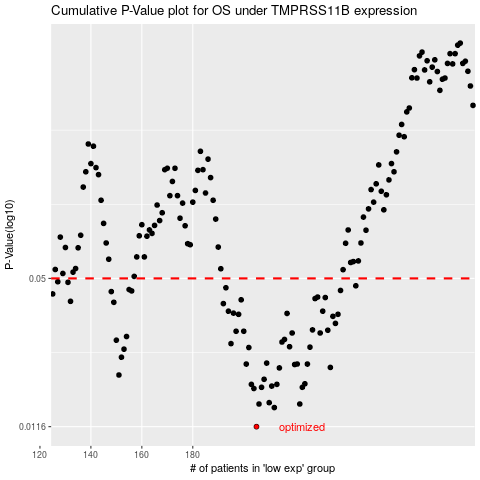 Cumulative P-Value plot for OS under TMPRSS11B expression
P-Value(log10)
0.05
0.0116
optimized
120 140 160 180
# of patients in 'low exp' group